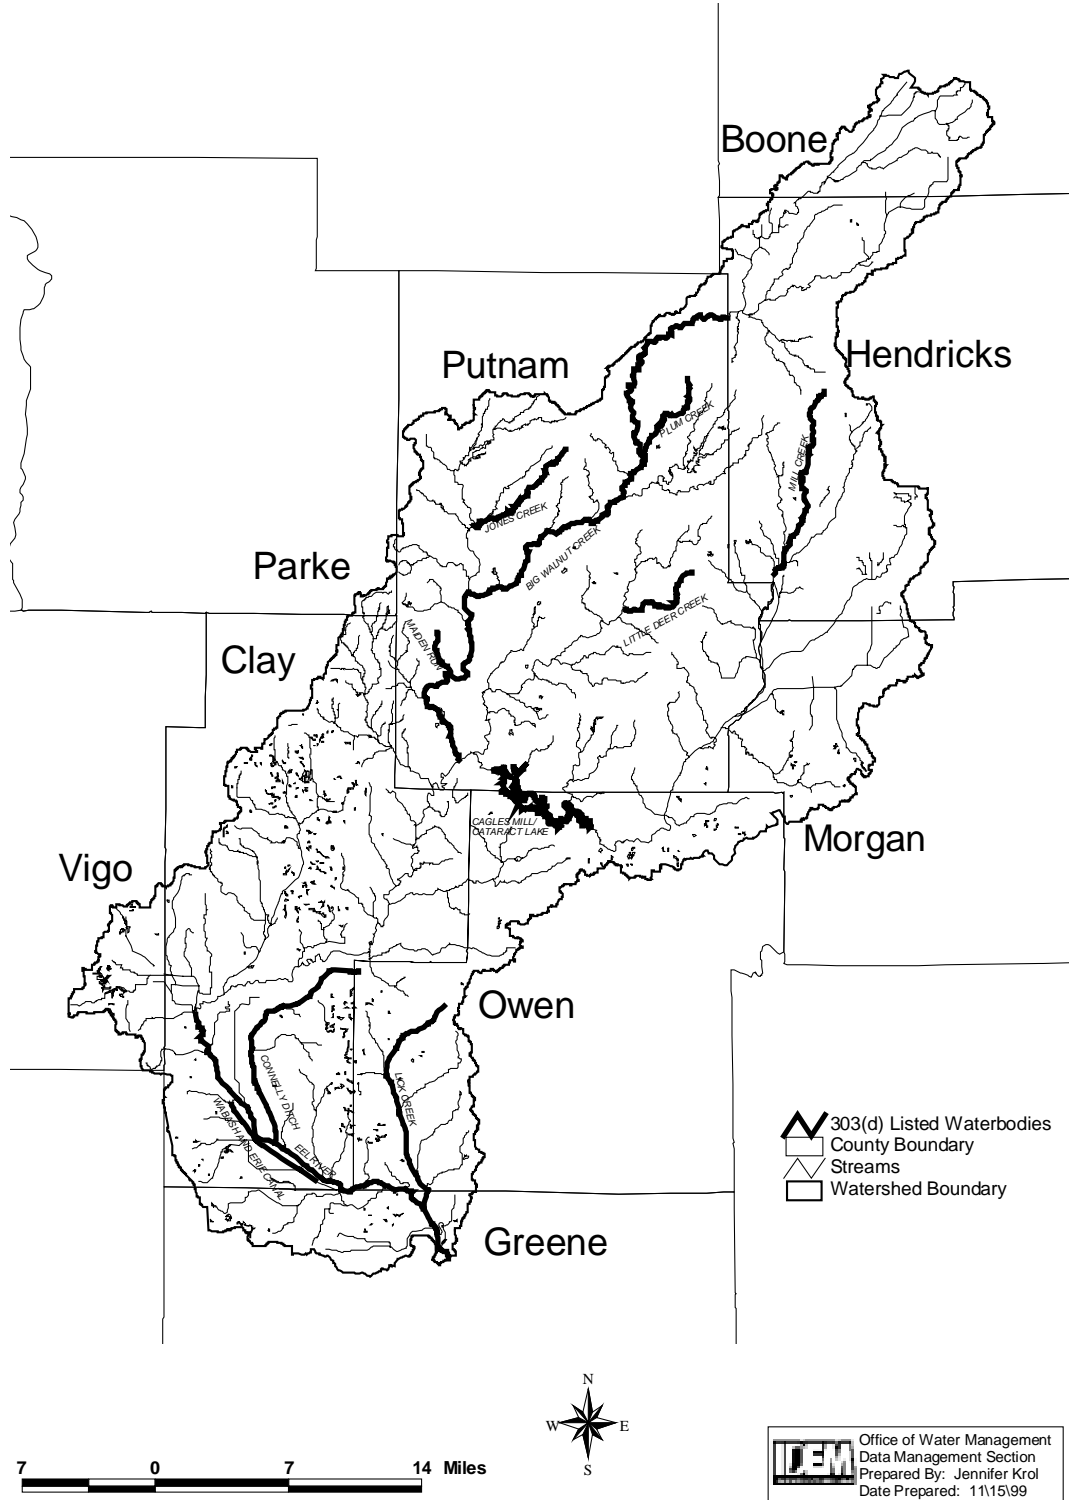 Boone
Hendricks
Putnam
PLUM CREEK
MILL CREEK
JONES CREEK
BIG WALNUT CREEK
Parke
LITTLE DEER CREEK
MAIDEN RUN
Clay
CAGLES MILL/
CATARACT LAKE
Morgan
Vigo
Owen
CONNELLY DITCH
LICK CREEK
WABASH AND ERIE CANAL
EEL RIVER
303(d) Listed Waterbodies
County Boundary
Streams
Watershed Boundary
Greene
N
W E
S
7 0 7 14 Miles
IDEM
Office of Water Management
Data Management Section
Prepared By: Jennifer Krol
Date Prepared: 11\15\99